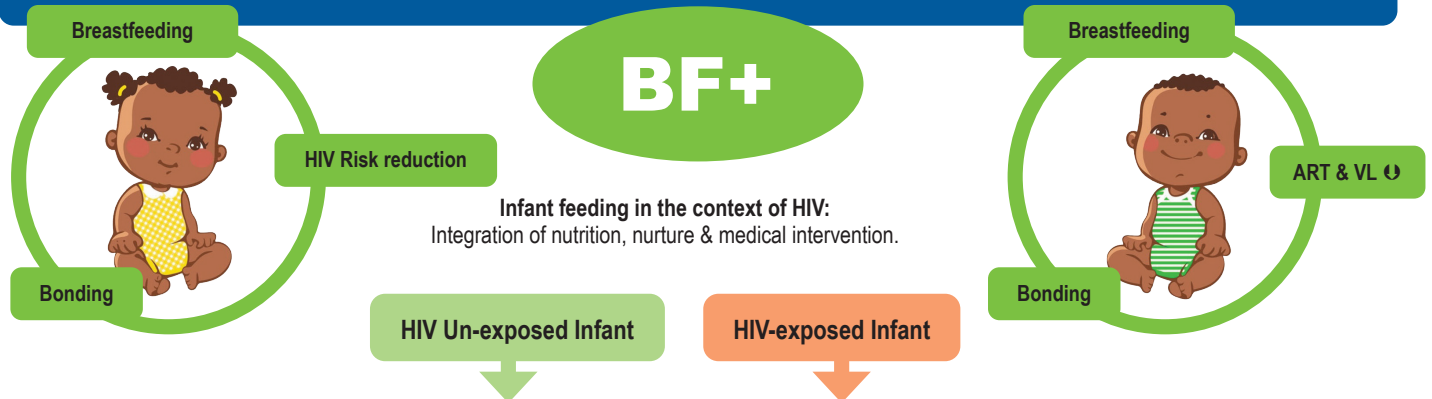 Breastfeeding
HIV Risk reduction
Bonding
BF+
Infant feeding in the context of HIV:
Integration of nutrition, nurture & medical intervention.
HIV Un-exposed Infant
HIV-exposed Infant
Breastfeeding
ART & VL
Bonding